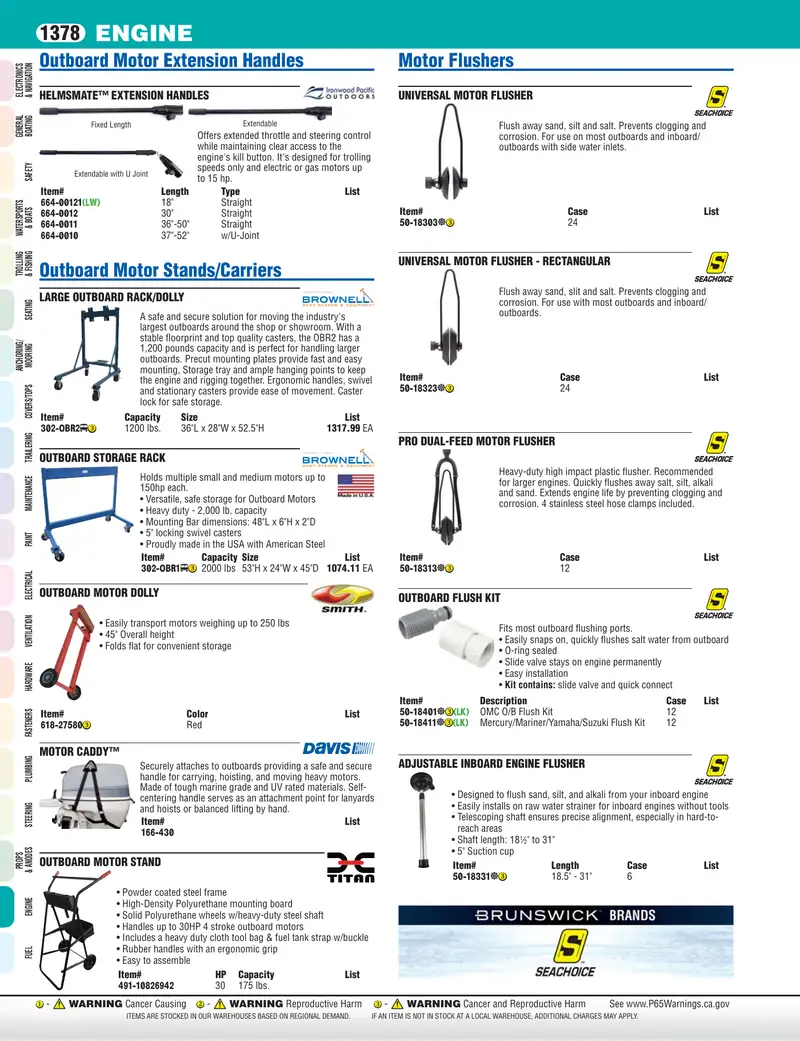 1378 ENGINE
ELECTRONICS
& NAVIGATION
GENERAL
BOATING
SAFETY
WATERSPORTS
& BOATS
TROLLING
& FISHING
SEATING
ANCHORING/
MOORING
COVERS/TOPS
TRAILERING
MAINTENANCE
PAINT
ELECTRICAL
VENTILATION
HARDWARE
FASTENERS
PLUMBING
STEERING
PROPS
& ANODES
ENGINE
FUEL
Outboard Motor Extension Handles
HELMSMATE™ EXTENSION HANDLES
Ironwood Pacific
OUTDOORS
Fixed Length
Extendable
Extendable with U Joint
Offers extended throttle and steering control
while maintaining clear access to the
engine's kill button. It's designed for trolling
speeds only and electric or gas motors up
to 15 hp.
Item# Length Type List
664-00121(LW) 18" Straight
664-0012 30" Straight
664-0011 36"-50" Straight
664-0010 37"-52" w/U-Joint
Outboard Motor Stands/Carriers
LARGE OUTBOARD RACK/DOLLY
BROWNELL
BOAT STANDS & EQUIPMENT
A safe and secure solution for moving the industry's
largest outboards around the shop or showroom. With a
stable floorprint and top quality casters, the OBR2 has a
1,200 pounds capacity and is perfect for handling larger
outboards. Precut mounting plates provide fast and easy
mounting, Storage tray and ample hanging points to keep
the engine and rigging together. Ergonomic handles, swivel
and stationary casters provide ease of movement. Caster
lock for safe storage.
Item# Capacity Size List
302-OBR2 3 1200 lbs. 36"L x 28"W x 52.5"H 1317.99 EA
OUTBOARD STORAGE RACK
BROWNELL
BOAT STANDS & EQUIPMENT
Made in U S A
Holds multiple small and medium motors up to
150hp each.
• Versatile, safe storage for Outboard Motors
• Heavy duty - 2,000 lb. capacity
• Mounting Bar dimensions: 48"L x 6"H x 2"D
• 5" locking swivel casters
• Proudly made in the USA with American Steel
Item# Capacity Size List
302-OBR1 3 2000 lbs 53"H x 24"W x 45"D 1074.11 EA
OUTBOARD MOTOR DOLLY
SMITH™
• Easily transport motors weighing up to 250 lbs
• 45" Overall height
• Folds flat for convenient storage
Item# Color List
618-27580 3 Red
MOTOR CADDY™
DAVIS
Securely attaches to outboards providing a safe and secure
handle for carrying, hoisting, and moving heavy motors.
Made of tough marine grade and UV rated materials. Self-
centering handle serves as an attachment point for lanyards
and hoists or balanced lifting by hand.
Item# List
166-430
OUTBOARD MOTOR STAND
TITAN
• Powder coated steel frame
• High-Density Polyurethane mounting board
• Solid Polyurethane wheels w/heavy-duty steel shaft
• Handles up to 30HP 4 stroke outboard motors
• Includes a heavy duty cloth tool bag & fuel tank strap w/buckle
• Rubber handles with an ergonomic grip
• Easy to assemble
Item# HP Capacity List
491-10826942 30 175 lbs.
Motor Flushers
UNIVERSAL MOTOR FLUSHER
SEACHOICE
Flush away sand, silt and salt. Prevents clogging and
corrosion. For use on most outboards and inboard/
outboards with side water inlets.
Item# Case List
50-18303 3 24
UNIVERSAL MOTOR FLUSHER - RECTANGULAR
SEACHOICE
Flush away sand, slit and salt. Prevents clogging and
corrosion. For use with most outboards and inboard/
outboards.
Item# Case List
50-18323 3 24
PRO DUAL-FEED MOTOR FLUSHER
SEACHOICE
Heavy-duty high impact plastic flusher. Recommended
for larger engines. Quickly flushes away salt, silt, alkali
and sand. Extends engine life by preventing clogging and
corrosion. 4 stainless steel hose clamps included.
Item# Case List
50-18313 3 12
OUTBOARD FLUSH KIT
SEACHOICE
Fits most outboard flushing ports.
• Easily snaps on, quickly flushes salt water from outboard
• O-ring sealed
• Slide valve stays on engine permanently
• Easy installation
• Kit contains: slide valve and quick connect
Item# Description Case List
50-18401 3 (LK) OMC O/B Flush Kit 12
50-18411 3 (LK) Mercury/Mariner/Yamaha/Suzuki Flush Kit 12
ADJUSTABLE INBOARD ENGINE FLUSHER
SEACHOICE
• Designed to flush sand, silt, and alkali from your inboard engine
• Easily installs on raw water strainer for inboard engines without tools
• Telescoping shaft ensures precise alignment, especially in hard-to-
reach areas
• Shaft length: 18½" to 31"
• 5" Suction cup
Item# Length Case List
50-18331 3 18.5" - 31" 6
BRUNSWICK BRANDS
SEACHOICE
1 - WARNING Cancer Causing 2 - WARNING Reproductive Harm 3 - WARNING Cancer and Reproductive Harm See www.P65Warnings.ca.gov
ITEMS ARE STOCKED IN OUR WAREHOUSES BASED ON REGIONAL DEMAND. IF AN ITEM IS NOT IN STOCK AT A LOCAL WAREHOUSE, ADDITIONAL CHARGES MAY APPLY.